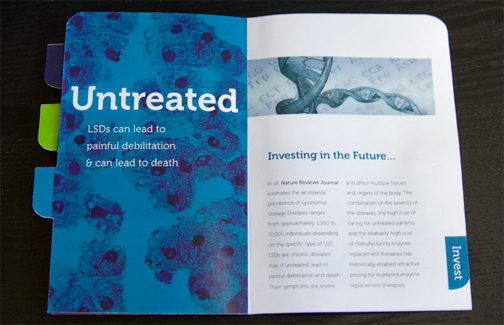 Untreated
LSDs can lead to
painful debilitation
& can lead to death
Investing in the Future...
In all, Nature Reviews Journal
estimates the worldwide
prevalence of Lysosomal
Storage Diseases ranges
from approximately 1,000 to
10,000 individuals depending
on the specific type of LSD.
LSDs are chronic diseases
that, if untreated, lead to
painful debilitation and death.
Their symptoms are severe
and affect multiple tissues
and organs of the body. The
combination of the severity of
the diseases, the high cost of
caring for untreated patients
and the relatively high cost
of manufacturing enzyme
replacement therapies has
historically enabled attractive
pricing for marketed enzyme
replacement therapies
Invest